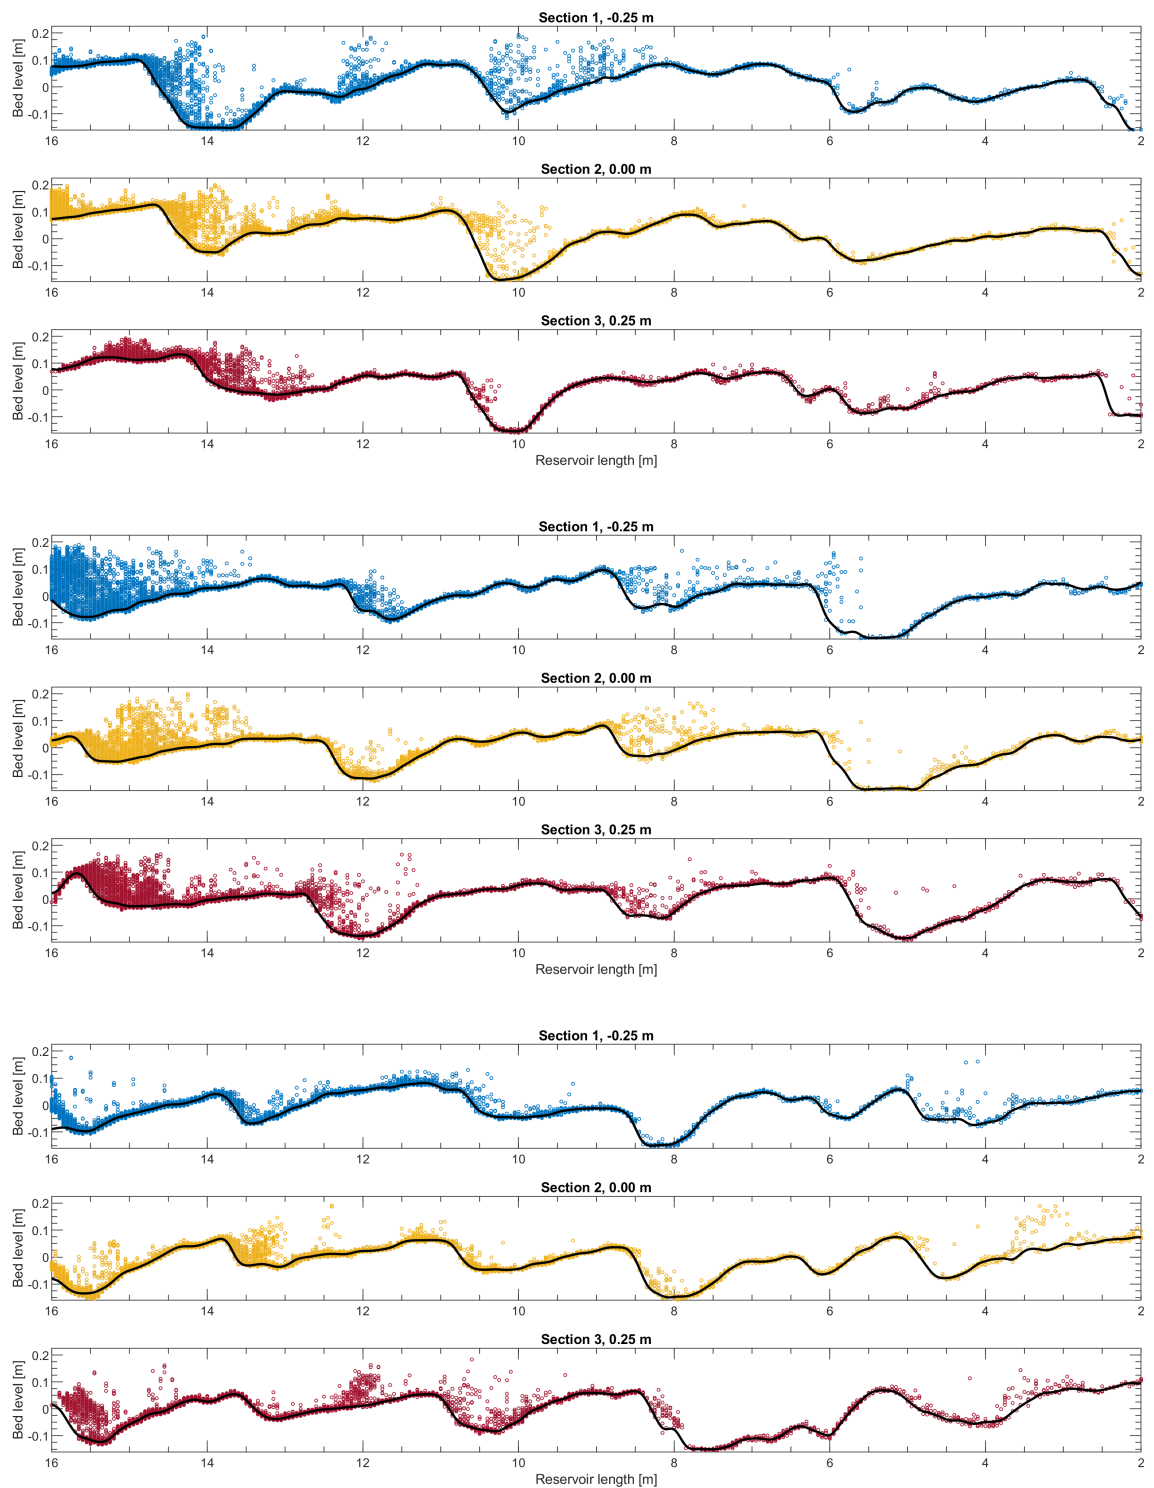 Section 1, -0.25 m
Bed level [m]
0.2
0.1
0
-0.1
16 14 12 10 8 6 4 2
Section 2, 0.00 m
Bed level [m]
0.2
0.1
0
-0.1
16 14 12 10 8 6 4 2
Section 3, 0.25 m
Bed level [m]
0.2
0.1
0
-0.1
16 14 12 10 8 6 4 2
Reservoir length [m]
Section 1, -0.25 m
Bed level [m]
0.2
0.1
0
-0.1
16 14 12 10 8 6 4 2
Section 2, 0.00 m
Bed level [m]
0.2
0.1
0
-0.1
16 14 12 10 8 6 4 2
Section 3, 0.25 m
Bed level [m]
0.2
0.1
0
-0.1
16 14 12 10 8 6 4 2
Reservoir length [m]
Section 1, -0.25 m
Bed level [m]
0.2
0.1
0
-0.1
16 14 12 10 8 6 4 2
Section 2, 0.00 m
Bed level [m]
0.2
0.1
0
-0.1
16 14 12 10 8 6 4 2
Section 3, 0.25 m
Bed level [m]
0.2
0.1
0
-0.1
16 14 12 10 8 6 4 2
Reservoir length [m]